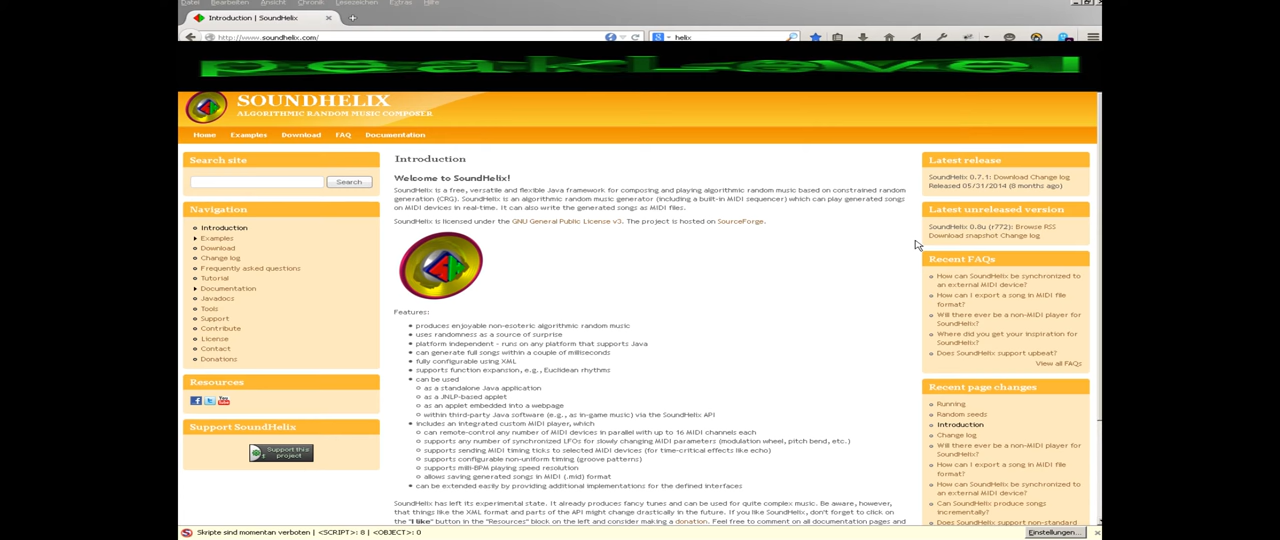 Datei Bearbeiten Ansicht Chronik Lesezeichen Extras Hilfe
Introduction | SoundHelix
http://www.soundhelix.com/
helix
peakLevel
SOUNDHELIX
ALGORITHMIC RANDOM MUSIC COMPOSER
Home Examples Download FAQ Documentation
Search site
Search
Navigation
Introduction
Examples
Download
Change log
Frequently asked questions
Tutorial
Documentation
Javadocs
Tools
Support
Contribute
License
Contact
Donations
Resources
Support SoundHelix
Support this
project
Introduction
Welcome to SoundHelix!
SoundHelix is a free, versatile and flexible Java framework for composing and playing algorithmic random music based on constrained random
generation (CRG). SoundHelix is an algorithmic random music generator (including a built-in MIDI sequencer) which can play generated songs
on MIDI devices in real-time. It can also write the generated songs as MIDI files.
SoundHelix is licensed under the GNU General Public License v3. The project is hosted on SourceForge.
Features:
produces enjoyable non-esoteric algorithmic random music
uses randomness as a source of surprise
platform independent - runs on any platform that supports Java
can generate full songs within a couple of milliseconds
fully configurable using XML
supports function expansion, e.g., Euclidean rhythms
can be used
as a standalone Java application
as a JNLP-based applet
as an applet embedded into a webpage
within third-party Java software (e.g., as in-game music) via the SoundHelix API
includes an integrated custom MIDI player, which
can remote-control any number of MIDI devices in parallel with up to 16 MIDI channels each
supports any number of synchronized LFOs for slowly changing MIDI parameters (modulation wheel, pitch bend, etc.)
supports sending MIDI timing ticks to selected MIDI devices (for time-critical effects like echo)
supports configurable non-uniform timing (groove patterns)
supports milli-BPM playing speed resolution
allows saving generated songs in MIDI (.mid) format
can be extended easily by providing additional implementations for the defined interfaces
SoundHelix has left its experimental state. It already produces fancy tunes and can be used for quite complex music. Be aware, however,
that things like the XML format and parts of the API might change drastically in the future. If you like SoundHelix, don't forget to click on
the "I like" button in the "Resources" block on the left and consider making a donation. Feel free to comment on all documentation pages and
Latest release
SoundHelix 0.7.1: Download Change log
Released 05/31/2014 (8 months ago)
Latest unreleased version
SoundHelix 0.8u (r772): Browse RSS
Download snapshot Change log
Recent FAQs
How can SoundHelix be synchronized to
an external MIDI device?
How can I export a song in MIDI file
format?
Will there ever be a non-MIDI player for
SoundHelix?
Where did you get your inspiration for
SoundHelix?
Does SoundHelix support upbeat?
View all FAQs
Recent page changes
Running
Random seeds
Introduction
Change log
Will there ever be a non-MIDI player for
SoundHelix?
How can I export a song in MIDI file
format?
How can SoundHelix be synchronized to
an external MIDI device?
Can SoundHelix produce songs
incrementally?
Does SoundHelix support non-standard
Skripte sind momentan verboten | <SCRIPT>: 8 | <OBJECT>: 0
Einstellungen...